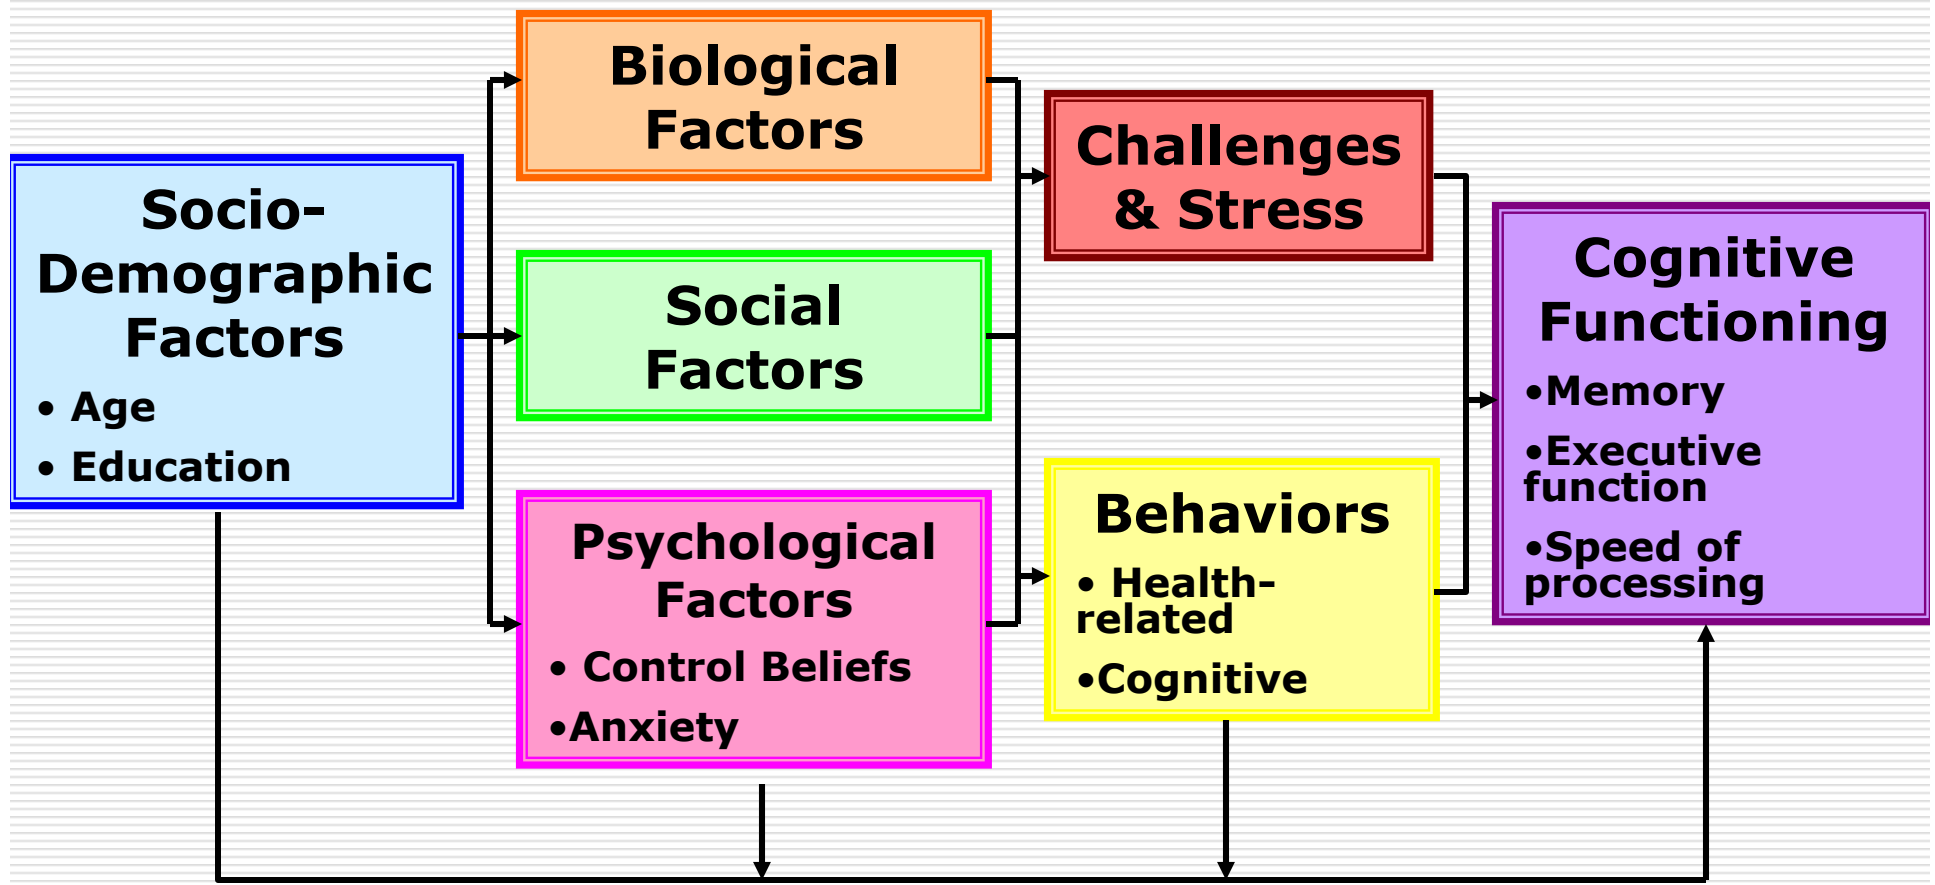 Socio-
Demographic
Factors
• Age
• Education
Biological
Factors
Social
Factors
Psychological
Factors
• Control Beliefs
•Anxiety
Challenges
& Stress
Behaviors
• Health-
related
•Cognitive
Cognitive
Functioning
•Memory
•Executive
function
•Speed of
processing